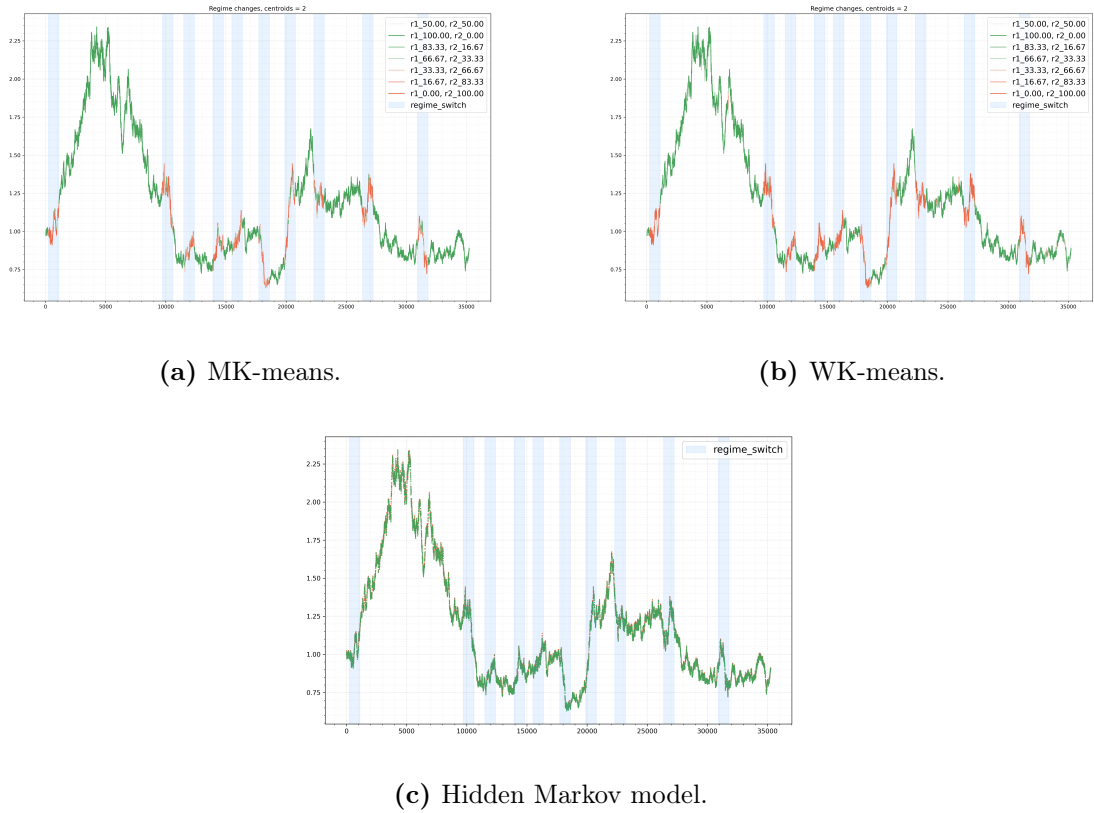 Regime changes, centroids = 2
2.25
2.00
1.75
1.50
1.25
1.00
0.75
0
5000
10000
15000
20000
25000
30000
35000
r1_50.00, r2_50.00
r1_100.00, r2_0.00
r1_83.33, r2_16.67
r1_66.67, r2_33.33
r1_33.33, r2_66.67
r1_16.67, r2_83.33
r1_0.00, r2_100.00
regime_switch
(a) MK-means.
Regime changes, centroids = 2
2.25
2.00
1.75
1.50
1.25
1.00
0.75
0
5000
10000
15000
20000
25000
30000
35000
r1_50.00, r2_50.00
r1_100.00, r2_0.00
r1_83.33, r2_16.67
r1_66.67, r2_33.33
r1_33.33, r2_66.67
r1_16.67, r2_83.33
r1_0.00, r2_100.00
regime_switch
(b) WK-means.
2.25
2.00
1.75
1.50
1.25
1.00
0.75
0
5000
10000
15000
20000
25000
30000
35000
regime_switch
(c) Hidden Markov model.